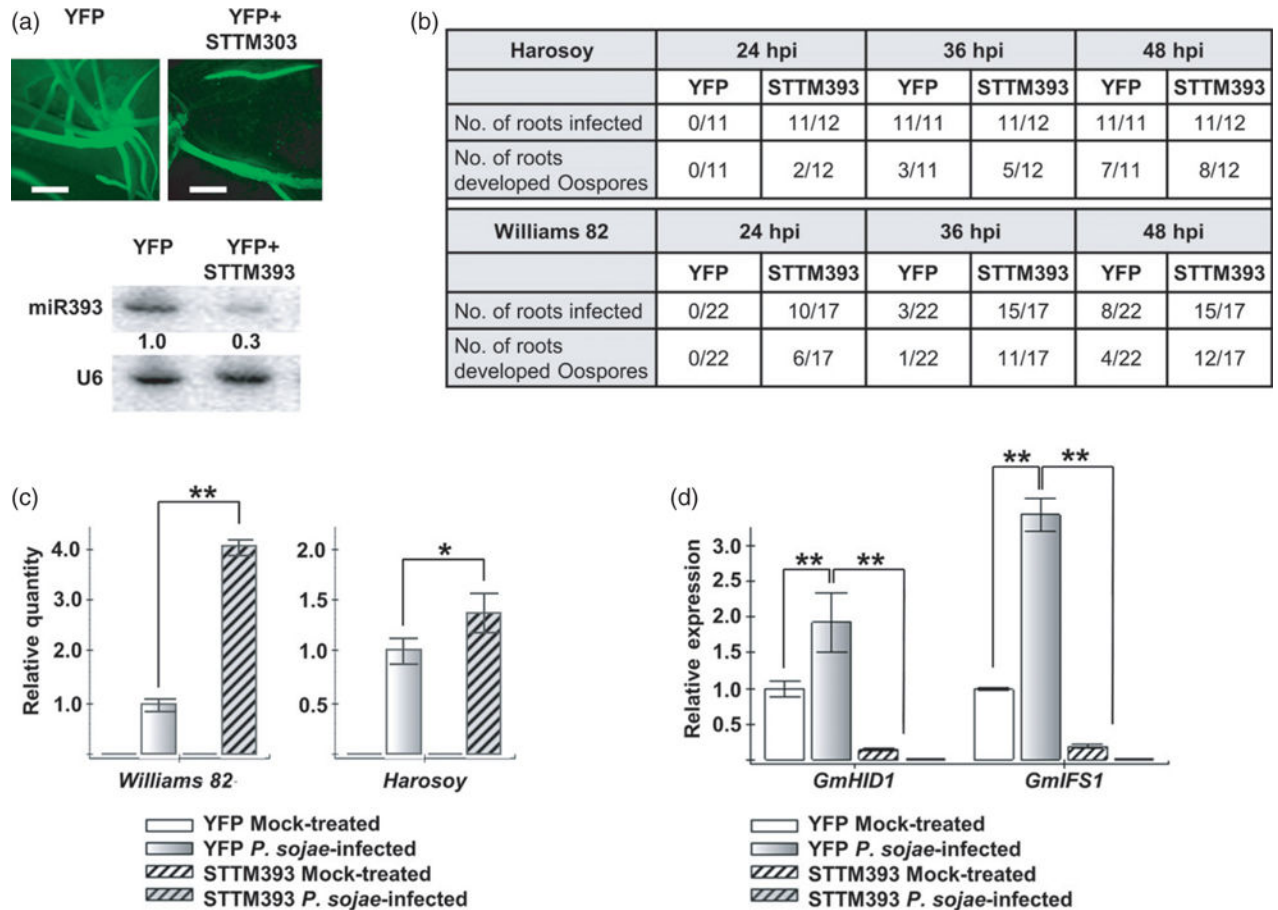 (a)
YFP
YFP+
STTM303
YFP
YFP+
STTM393
miR393
1.0 0.3
U6
(b)
Harosoy 24 hpi 36 hpi 48 hpi
YFP STTM393 YFP STTM393 YFP STTM393
No. of roots infected 0/11 11/12 11/11 11/12 11/11 11/12
No. of roots
developed Oospores 0/11 2/12 3/11 5/12 7/11 8/12
Williams 82 24 hpi 36 hpi 48 hpi
YFP STTM393 YFP STTM393 YFP STTM393
No. of roots infected 0/22 10/17 3/22 15/17 8/22 15/17
No. of roots
developed Oospores 0/22 6/17 1/22 11/17 4/22 12/17
(c)
Relative quantity
4.0
3.0
2.0
1.0
**
Williams 82
2.0
1.5
1.0
0.5
*
Harosoy
YFP Mock-treated
YFP P. sojae-infected
STTM393 Mock-treated
STTM393 P. sojae-infected
(d)
Relative expression
3.0
2.5
2.0
1.5
1.0
0.5
** **
** **
GmHID1 GmIFS1
YFP Mock-treated
YFP P. sojae-infected
STTM393 Mock-treated
STTM393 P. sojae-infected